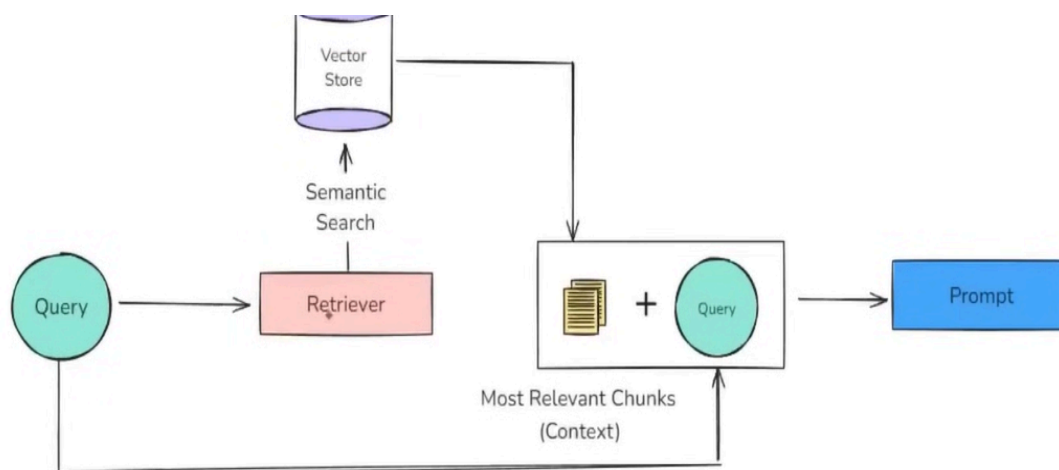 Vector
Store
Semantic
Search
Query
Retriever
Query
Prompt
Most Relevant Chunks
(Context)